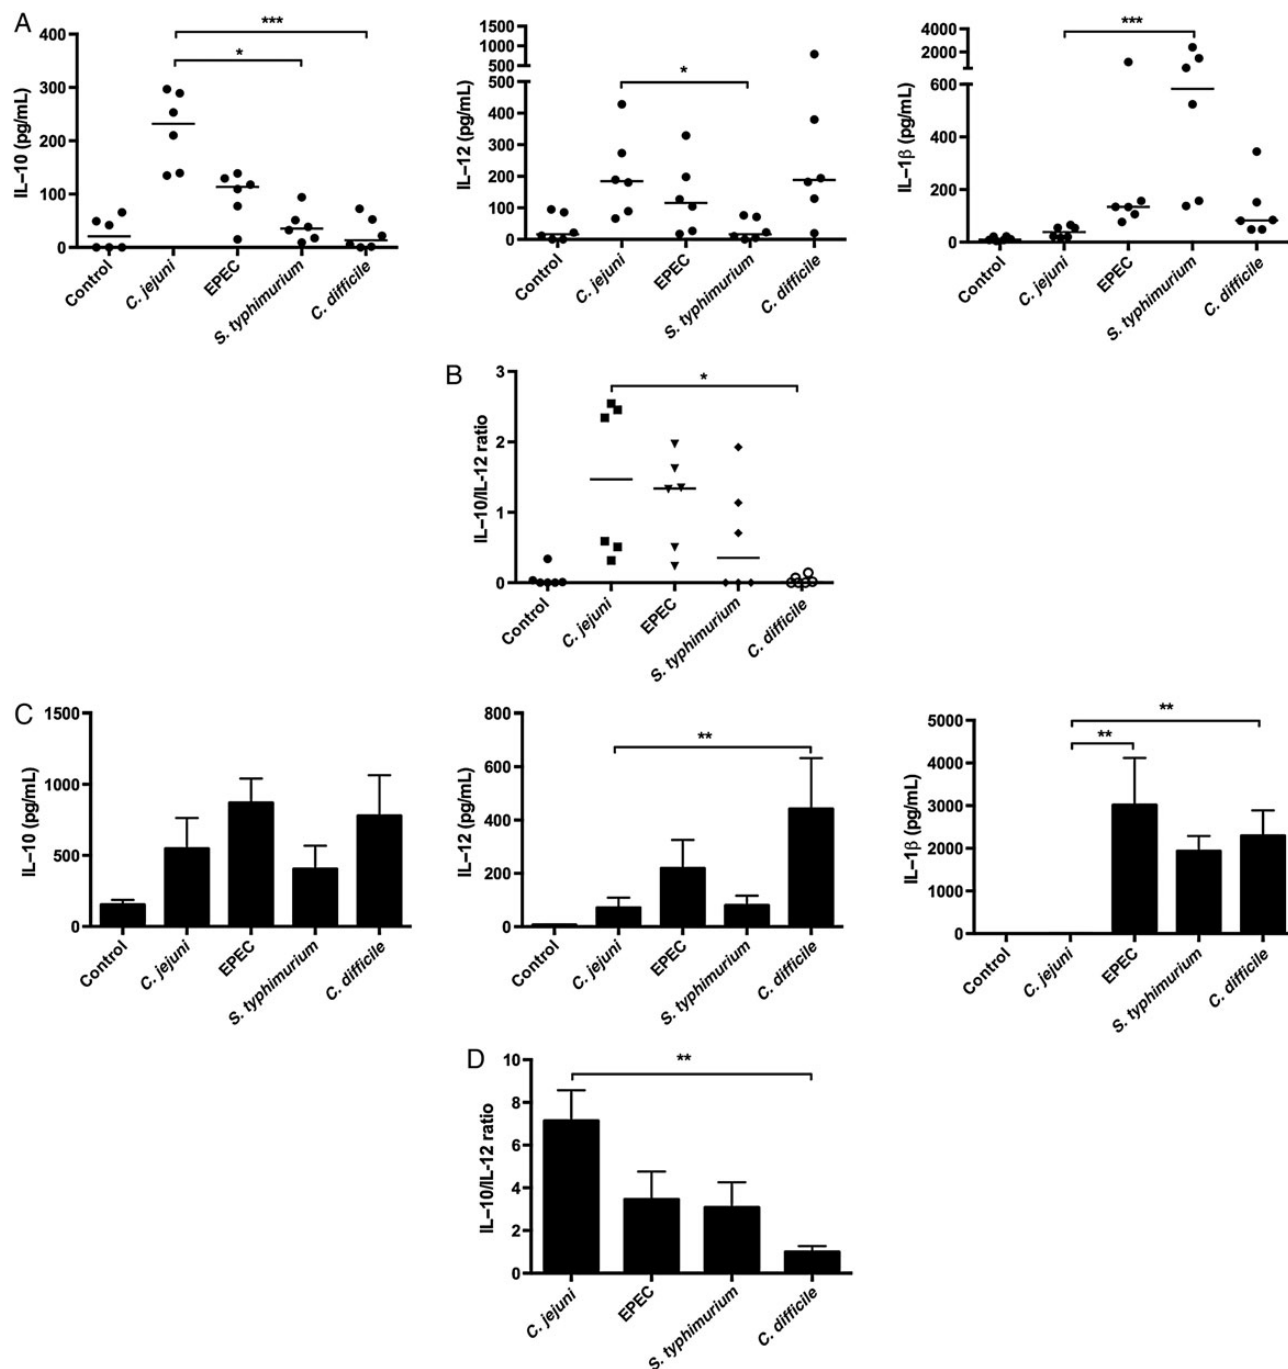 A
***
*
400
300
200
100
0
IL–10 (pg/mL)
Control
C. jejuni
EPEC
S. typhimurium
C. difficile
*
1500
1000
500
500
400
300
200
100
0
IL–12 (pg/mL)
Control
C. jejuni
EPEC
S. typhimurium
C. difficile
***
4000
2000
600
400
200
0
IL–1β (pg/mL)
Control
C. jejuni
EPEC
S. typhimurium
C. difficile
B
*
3
2
1
0
IL–10/IL-12 ratio
Control
C. jejuni
EPEC
S. typhimurium
C. difficile
C
1500
1000
500
0
IL–10 (pg/mL)
Control
C. jejuni
EPEC
S. typhimurium
C. difficile
**
800
600
400
200
0
IL–12 (pg/mL)
Control
C. jejuni
EPEC
S. typhimurium
C. difficile
**
**
5000
4000
3000
2000
1000
0
IL–1β (pg/mL)
Control
C. jejuni
EPEC
S. typhimurium
C. difficile
D
**
10
8
6
4
2
0
IL–10/IL-12 ratio
C. jejuni
EPEC
S. typhimurium
C. difficile